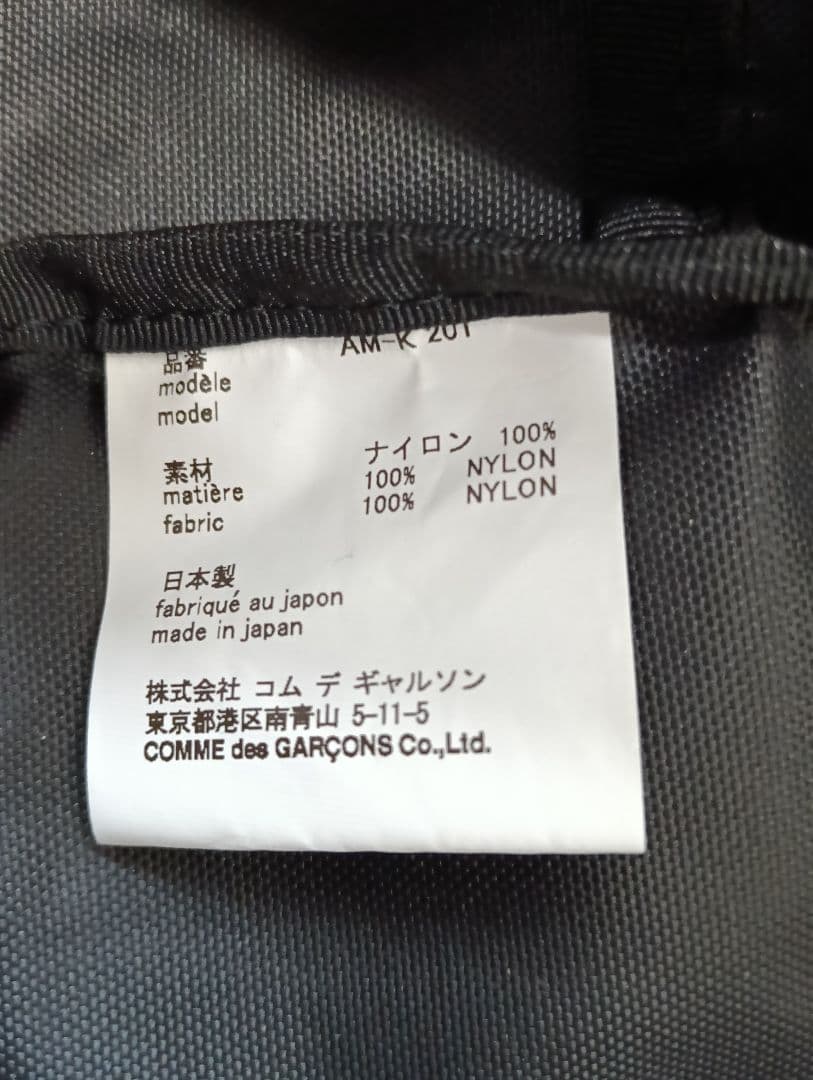 品番 AM-K 201
modèle
model
ナイロン 100%
素材 100% NYLON
matière 100% NYLON
fabric
日本製
fabriqué au japon
made in japan
株式会社 コム デ ギャルソン
東京都港区南青山 5-11-5
COMME des GARÇONS Co.,Ltd.